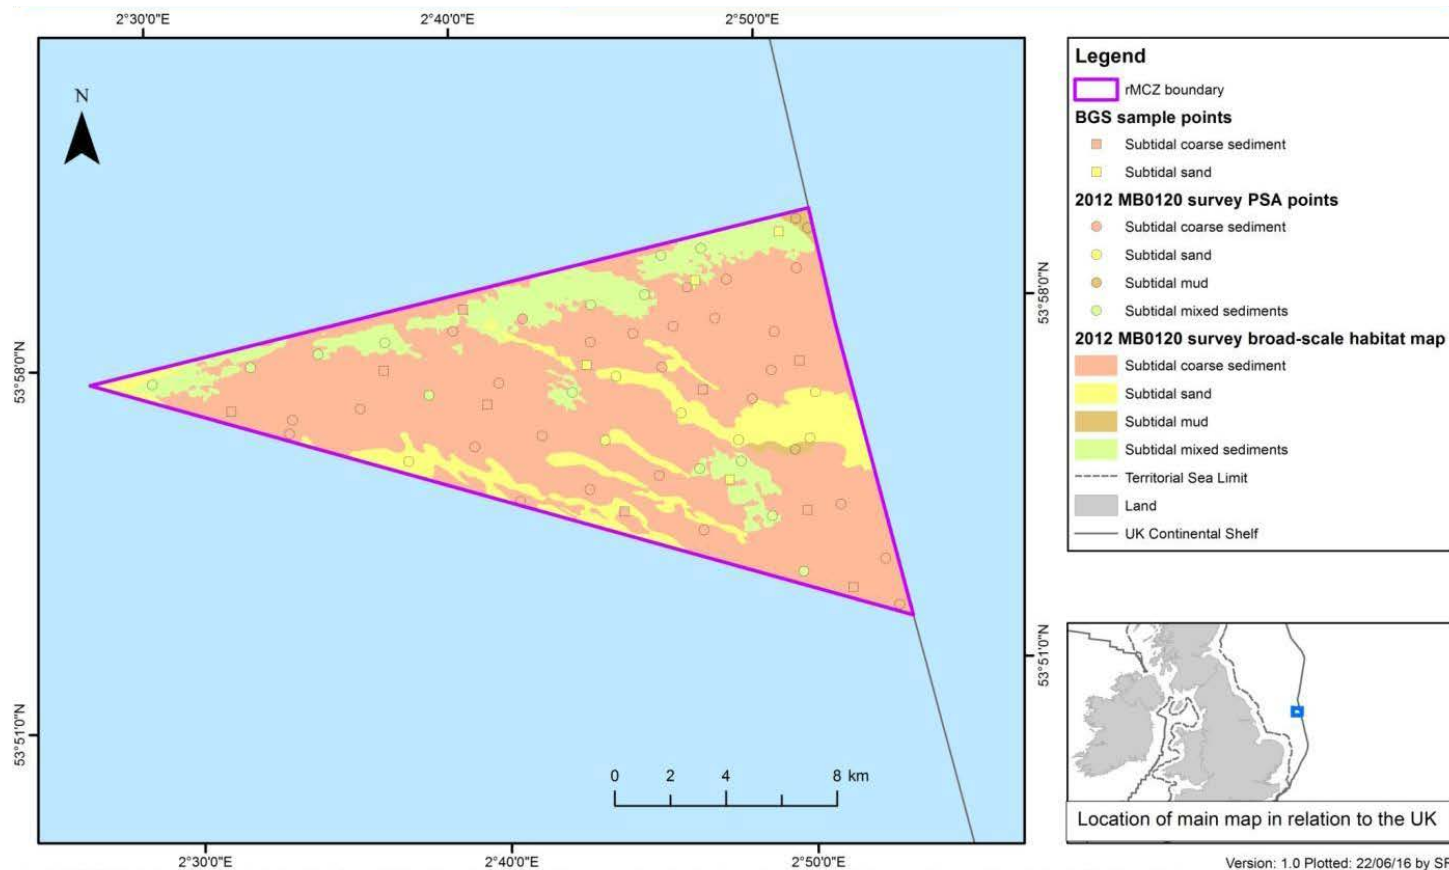 2°30'0"E
2°40'0"E
2°50'0"E
N
53°58'0"N
53°58'0"N
53°51'0"N
53°51'0"N
0 2 4 8 km
2°30'0"E
2°40'0"E
2°50'0"E
Legend
rMCZ boundary
BGS sample points
Subtidal coarse sediment
Subtidal sand
2012 MB0120 survey PSA points
Subtidal coarse sediment
Subtidal sand
Subtidal mud
Subtidal mixed sediments
2012 MB0120 survey broad-scale habitat map
Subtidal coarse sediment
Subtidal sand
Subtidal mud
Subtidal mixed sediments
Territorial Sea Limit
Land
UK Continental Shelf
Location of main map in relation to the UK
Version: 1.0 Plotted: 22/06/16 by